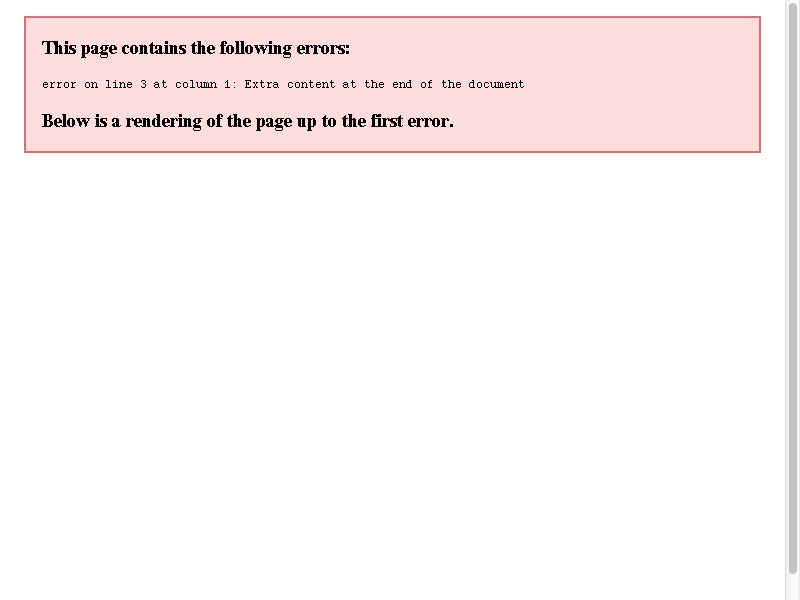 This page contains the following errors:
error on line 3 at column 1: Extra content at the end of the document
Below is a rendering of the page up to the first error.